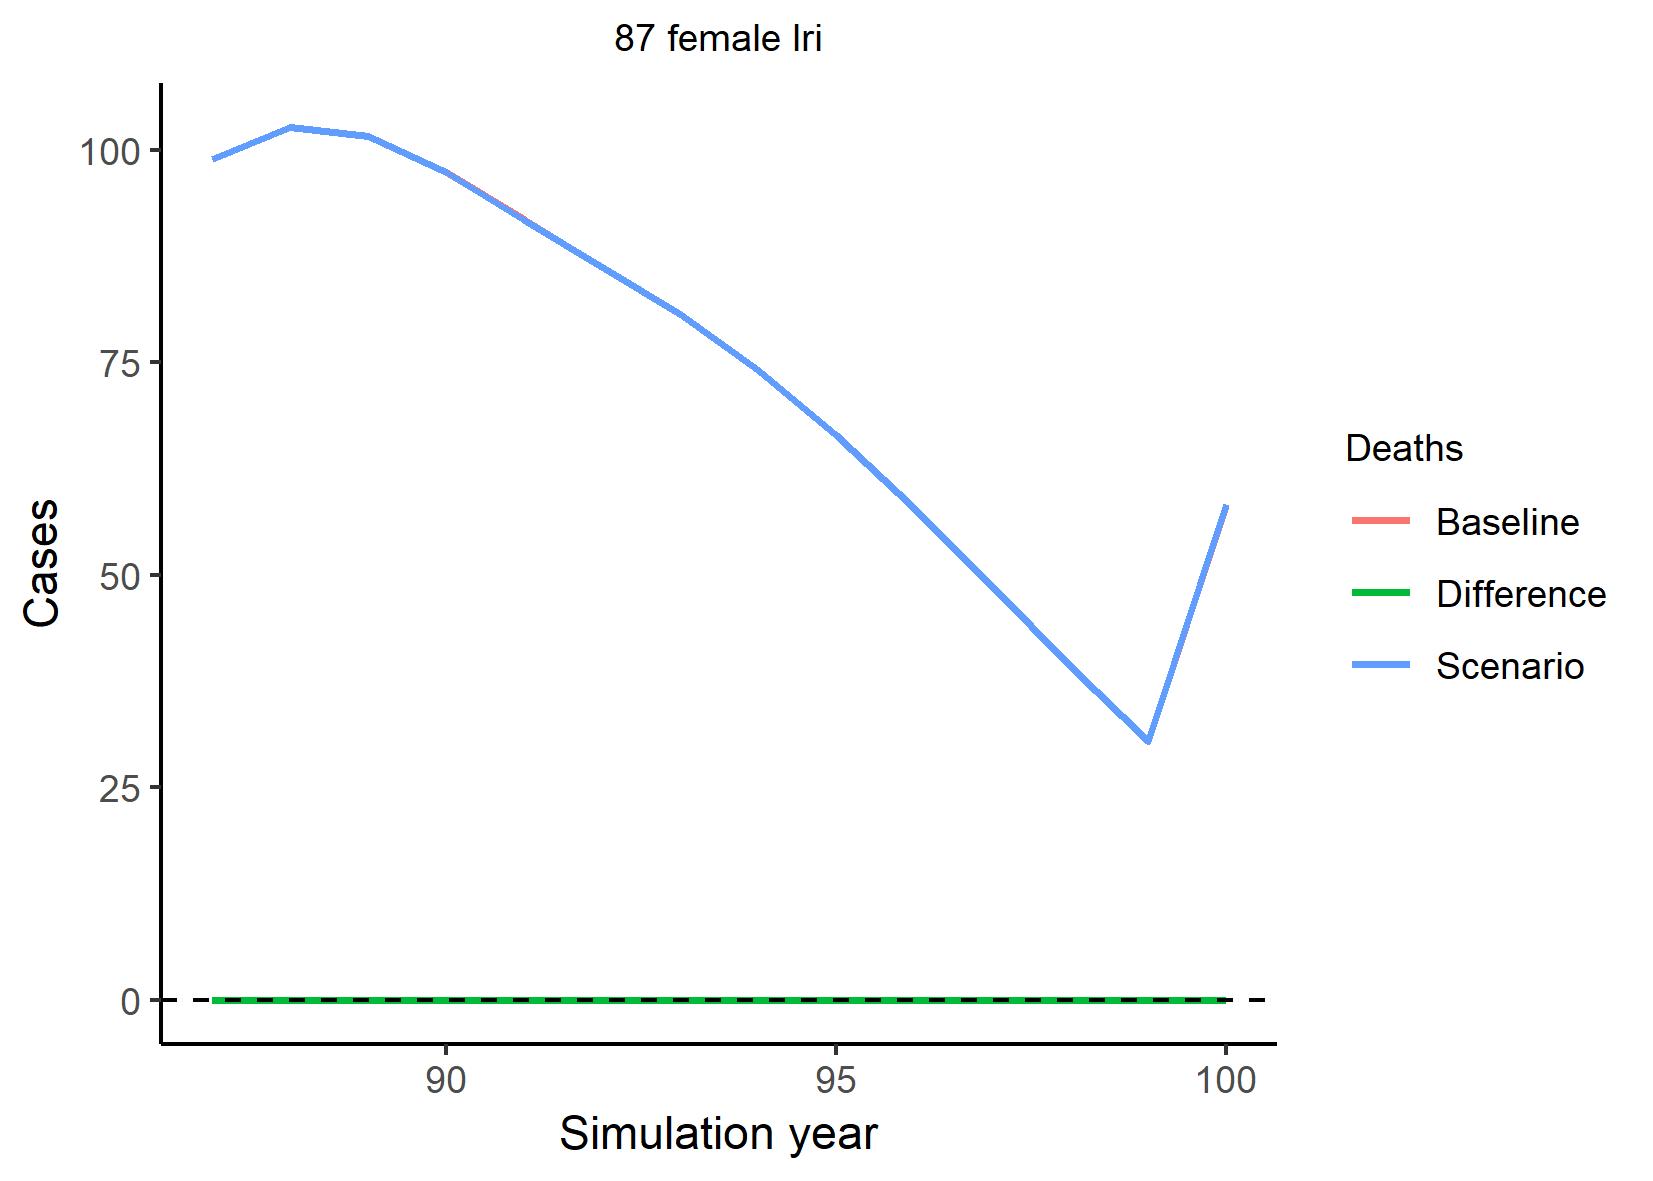 87 female lri
Cases
100
75
50
25
0
90
95
100
Simulation year
Deaths
Baseline
Difference
Scenario